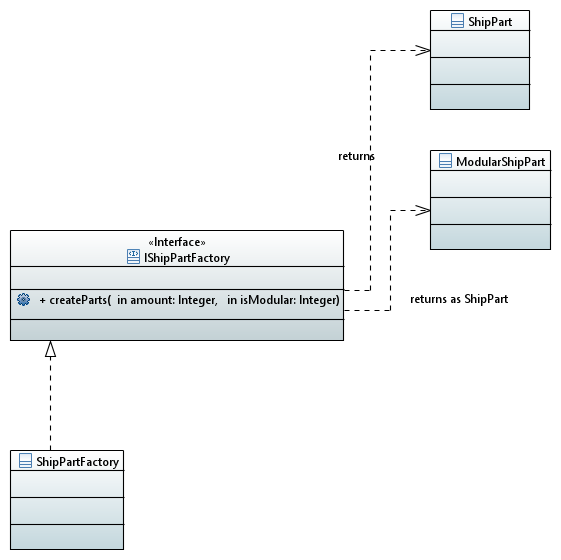 ShipPart
returns
ModularShipPart
«Interface»
IShipPartFactory
+ createParts( in amount: Integer, in isModular: Integer)
returns as ShipPart
ShipPartFactory